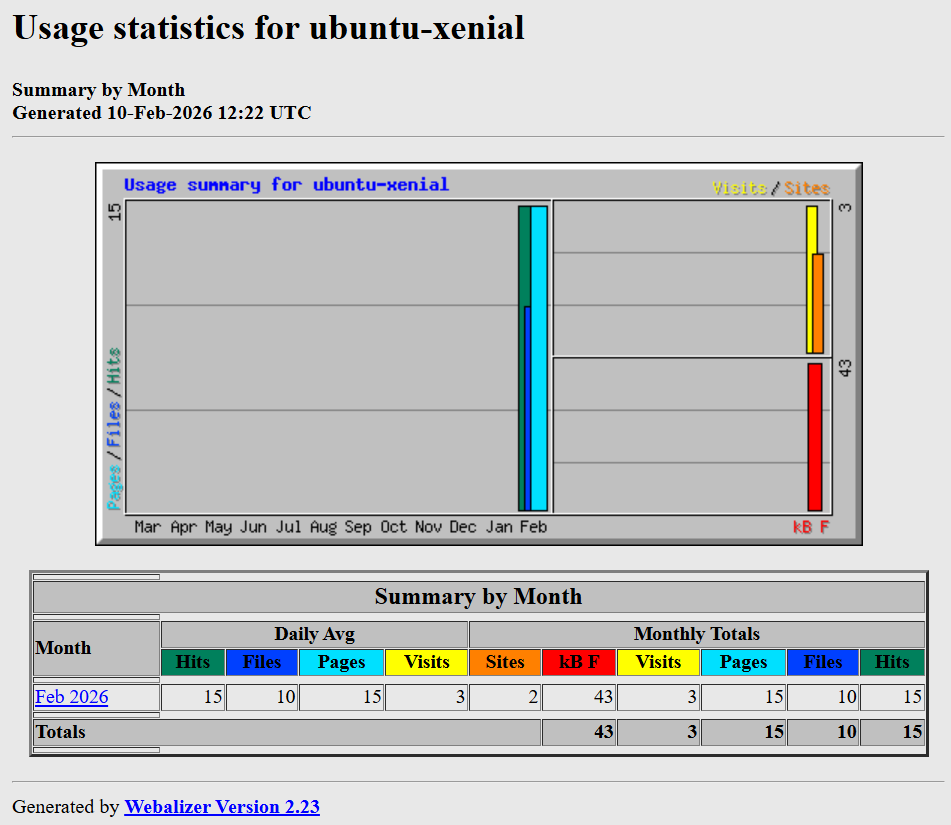 Usage statistics for ubuntu-xenial
Summary by Month
Generated 10-Feb-2026 12:22 UTC
Usage summary for ubuntu-xenial
Visits/Sites
15
3
43
Pages/Files/Hits
Mar Apr May Jun Jul Aug Sep Oct Nov Dec Jan Feb
kB F
Summary by Month
Month
Daily Avg Monthly Totals
Hits Files Pages Visits Sites kB F Visits Pages Files Hits
Feb 2026 15 10 15 3 2 43 3 15 10 15
Totals 43 3 15 10 15
Generated by Webalizer Version 2.23